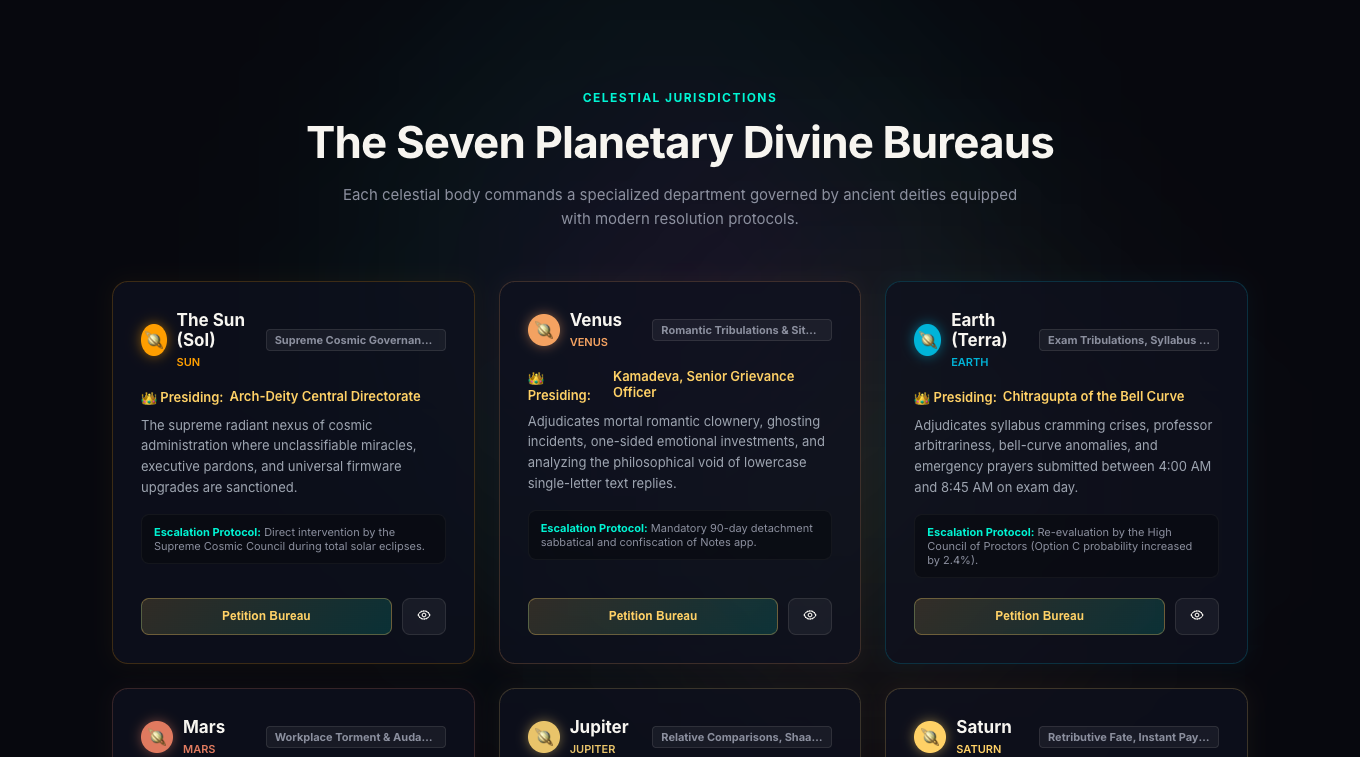 CELESTIAL JURISDICTIONS
The Seven Planetary Divine Bureaus
Each celestial body commands a specialized department governed by ancient deities equipped
with modern resolution protocols.
The Sun
(Sol)
SUN
Supreme Cosmic Governan...
Presiding: Arch-Deity Central Directorate
The supreme radiant nexus of cosmic
administration where unclassifiable miracles,
executive pardons, and universal firmware
upgrades are sanctioned.
Escalation Protocol: Direct intervention by the
Supreme Cosmic Council during total solar eclipses.
Petition Bureau
Venus
VENUS
Romantic Tribulations & Sit...
Presiding:
Kamadeva, Senior Grievance
Officer
Adjudicates mortal romantic clownery, ghosting
incidents, one-sided emotional investments, and
analyzing the philosophical void of lowercase
single-letter text replies.
Escalation Protocol: Mandatory 90-day detachment
sabbatical and confiscation of Notes app.
Petition Bureau
Earth
(Terra)
EARTH
Exam Tribulations, Syllabus ...
Presiding: Chitragupta of the Bell Curve
Adjudicates syllabus cramming crises, professor
arbitrariness, bell-curve anomalies, and
emergency prayers submitted between 4:00 AM
and 8:45 AM on exam day.
Escalation Protocol: Re-evaluation by the High
Council of Proctors (Option C probability increased
by 2.4%).
Petition Bureau
Mars
MARS
Workplace Torment & Auda...
Jupiter
JUPITER
Relative Comparisons, Shaa...
Saturn
SATURN
Retributive Fate, Instant Pay...